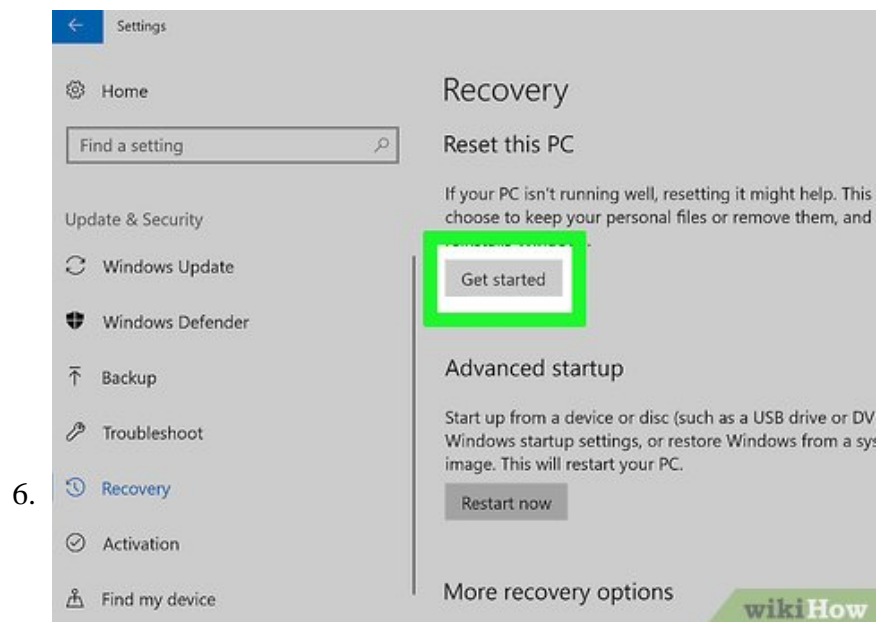 Settings
Home
Find a setting
Update & Security
Windows Update
Windows Defender
Backup
Troubleshoot
6.
Recovery
Activation
Find my device
Recovery
Reset this PC
If your PC isn't running well, resetting it might help. This
choose to keep your personal files or remove them, and
Get started
Advanced startup
Start up from a device or disc (such as a USB drive or DV
Windows startup settings, or restore Windows from a sys
image. This will restart your PC.
Restart now
More recovery options
wikiHow